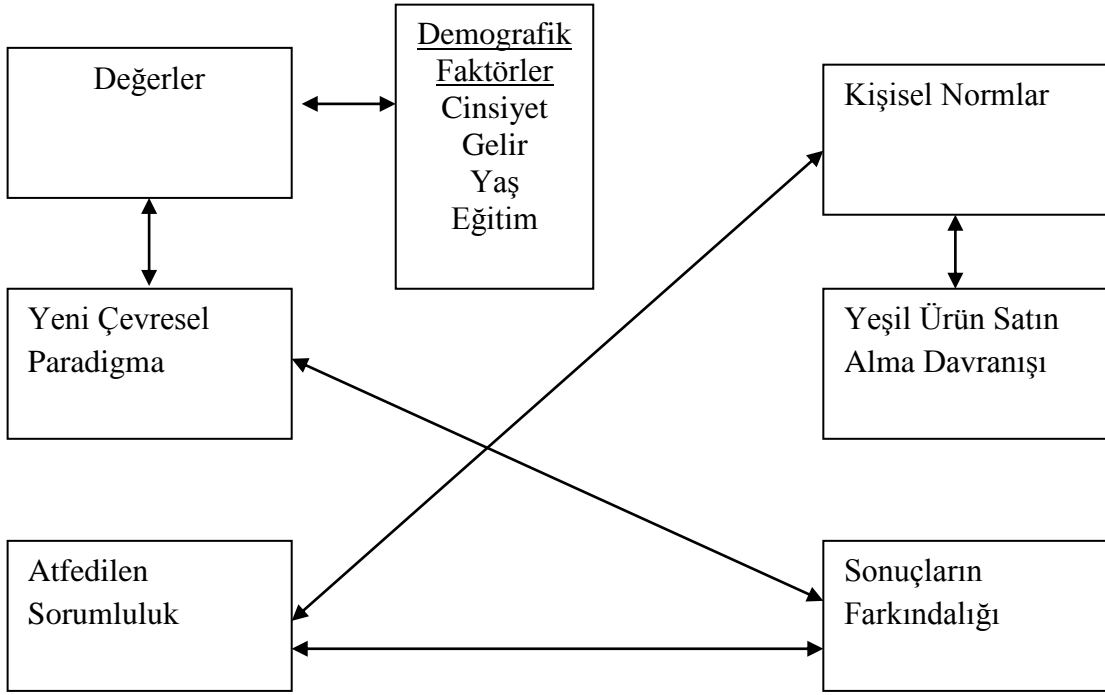 Değerler
Demografik
Faktörler
Cinsiyet
Gelir
Yaş
Eğitim
Kişisel Normlar
Yeni Çevresel
Paradigma
Yeşil Ürün Satın
Alma Davranışı
Atfedilen
Sorumluluk
Sonuçların
Farkındalığı